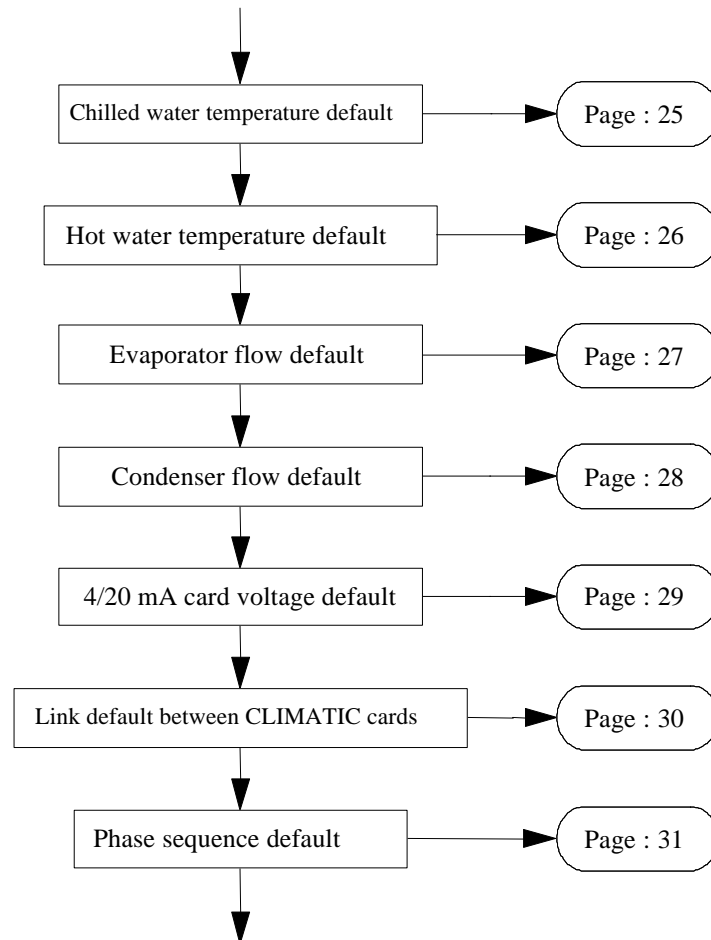 Chilled water temperature default
Page : 25
Hot water temperature default
Page : 26
Evaporator flow default
Page : 27
Condenser flow default
Page : 28
4/20 mA card voltage default
Page : 29
Link default between CLIMATIC cards
Page : 30
Phase sequence default
Page : 31